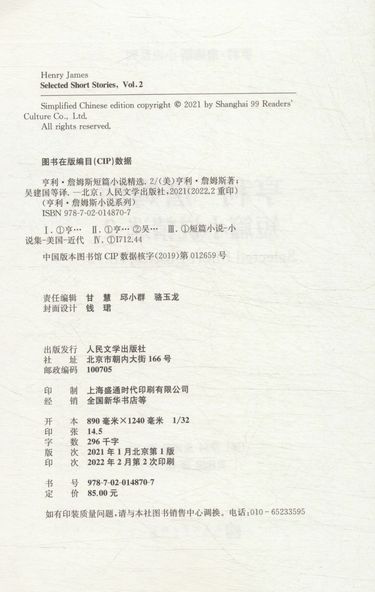 Henry James
Selected Short Stories, Vol. 2
Simplified Chinese edition copyright © 2021 by Shanghai 99 Readers'
Culture Co., Ltd.
All rights reserved.
图书在版编目(CIP)数据
亨利·詹姆斯短篇小说精选. 2/(美)亨利·詹姆斯著;
吴建国等译. —北京:人民文学出版社,2021(2022.2重印)
(亨利·詹姆斯小说系列)
ISBN 978-7-02-014870-7
Ⅰ. ①亨… Ⅱ. ①亨… ②吴… Ⅲ. ①短篇小说-小
说集-美国-近代 Ⅳ. ①I712.44
中国版本图书馆CIP数据核字(2019)第012659号
责任编辑 甘 慧 邱小群 骆玉龙
封面设计 钱 珺
出版发行 人民文学出版社
社 址 北京市朝内大街166号
邮政编码 100705
印 制 上海盛通时代印刷有限公司
经 销 全国新华书店等
开 本 890毫米×1240毫米 1/32
印 张 14.5
字 数 296千字
版 次 2021年1月北京第1版
印 次 2022年2月第2次印刷
书 号 978-7-02-014870-7
定 价 85.00元
如有印装质量问题,请与本社图书销售中心调换。电话:010-65233595